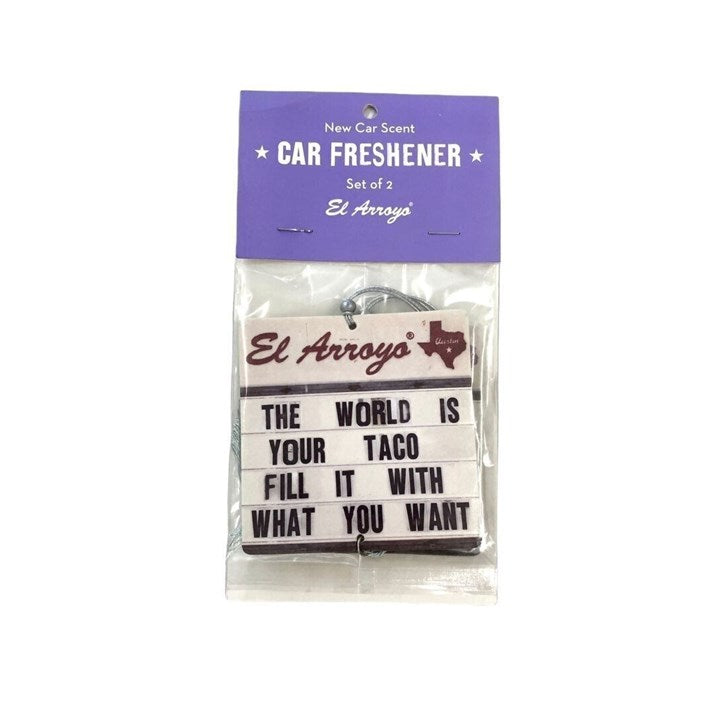 New Car Scent
★ CAR FRESHENER ★
Set of 2
El Arroyo®
El Arroyo®
Austin
THE WORLD IS
YOUR TACO
FILL IT WITH
WHAT YOU WANT